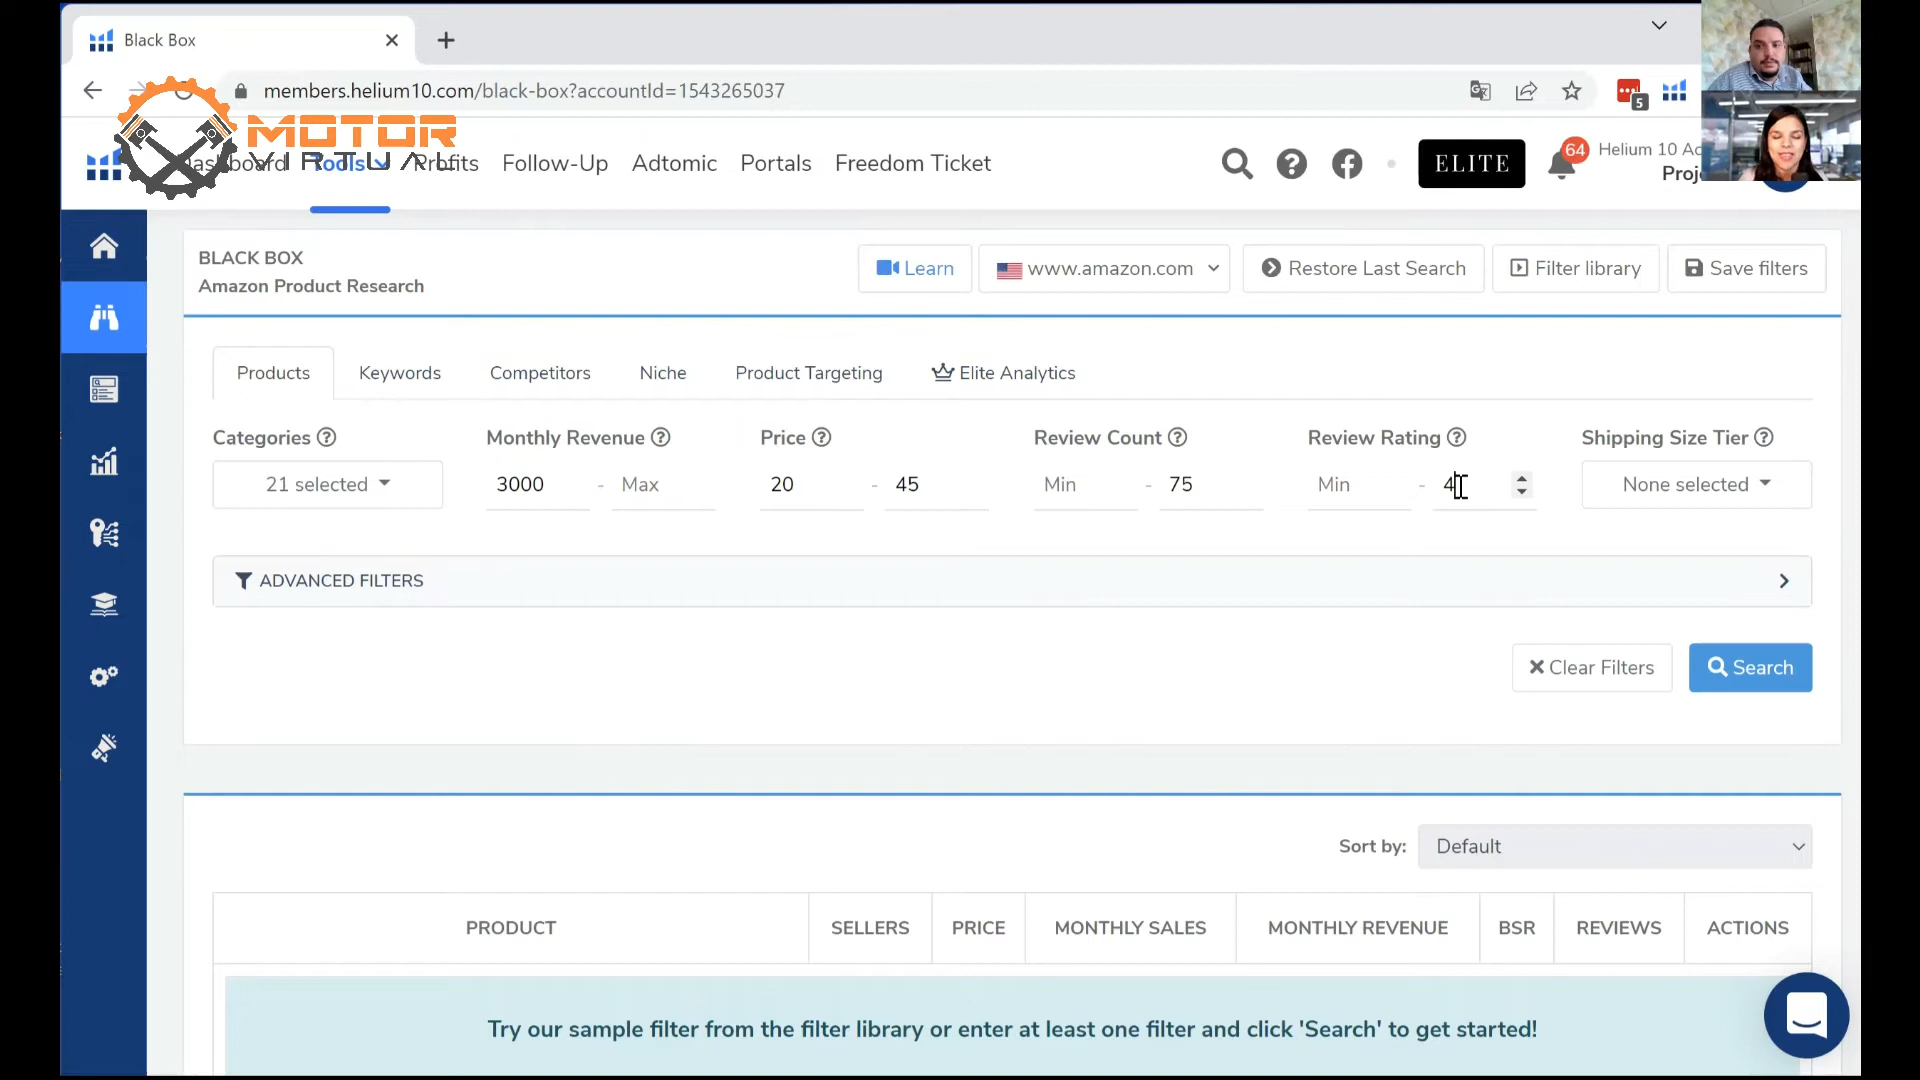 Black Box
members.helium10.com/black-box?accountId=1543265037
5
MOTOR
VIRTUAL
Tools
Profits
Follow-Up
Adtomic
Portals
Freedom Ticket
ELITE
64
Helium 10
BLACK BOX
Amazon Product Research
Learn
www.amazon.com
Restore Last Search
Filter library
Save filters
Products
Keywords
Competitors
Niche
Product Targeting
Elite Analytics
Categories
Monthly Revenue
Price
Review Count
Review Rating
Shipping Size Tier
21 selected
3000 - Max
20 - 45
Min - 75
Min - 4
None selected
ADVANCED FILTERS
Clear Filters
Search
Sort by: Default
PRODUCT
SELLERS
PRICE
MONTHLY SALES
MONTHLY REVENUE
BSR
REVIEWS
ACTIONS
Try our sample filter from the filter library or enter at least one filter and click 'Search' to get started!